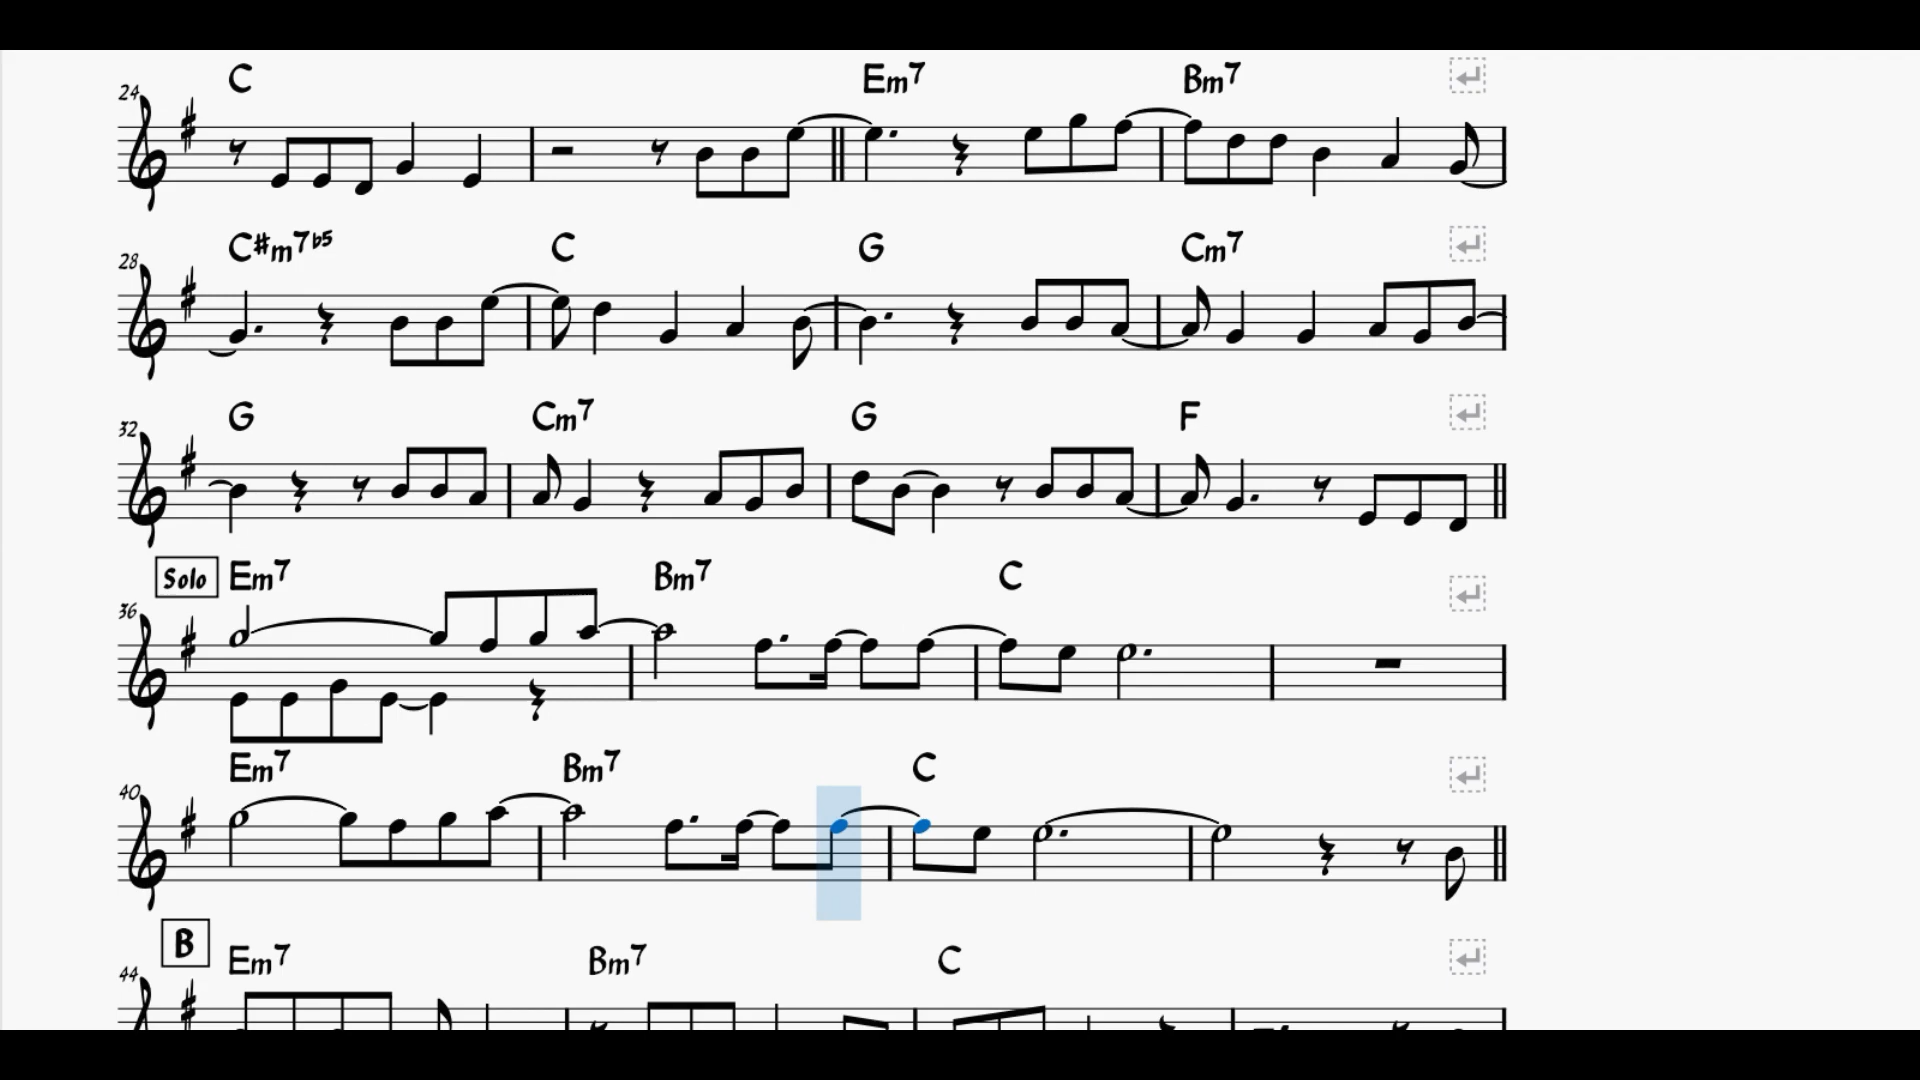 C Em7 Bm7
24
C#m7b5 C G Cm7
28
G Cm7 G F
32
Solo Em7 Bm7 C
36
Em7 Bm7 C
40
B Em7 Bm7 C
44